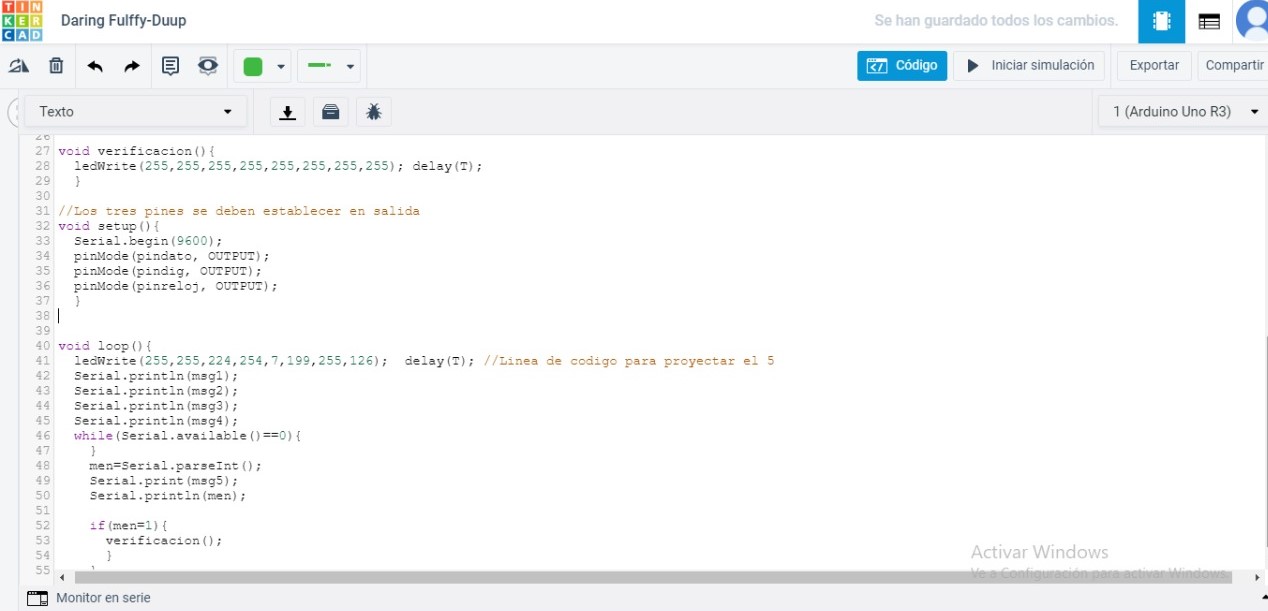 TIN
KER
CAD
Daring Fulffy-Duup
Se han guardado todos los cambios.
Código
Iniciar simulación
Exportar
Compartir
Texto
1 (Arduino Uno R3)
26
27 void verificacion(){
28 ledWrite(255,255,255,255,255,255,255,255); delay(T);
29 }
30
31 //Los tres pines se deben establecer en salida
32 void setup(){
33 Serial.begin(9600);
34 pinMode(pindato, OUTPUT);
35 pinMode(pindig, OUTPUT);
36 pinMode(pinreloj, OUTPUT);
37 }
38
39
40 void loop(){
41 ledWrite(255,255,224,254,7,199,255,126); delay(T); //Linea de codigo para proyectar el 5
42 Serial.println(msg1);
43 Serial.println(msg2);
44 Serial.println(msg3);
45 Serial.println(msg4);
46 while(Serial.available()==0){
47 }
48 men=Serial.parseInt();
49 Serial.print(msg5);
50 Serial.println(men);
51
52 if(men=1){
53 verificacion();
54 }
55 }
Activar Windows
Ve a Configuración para activar Windows.
Monitor en serie